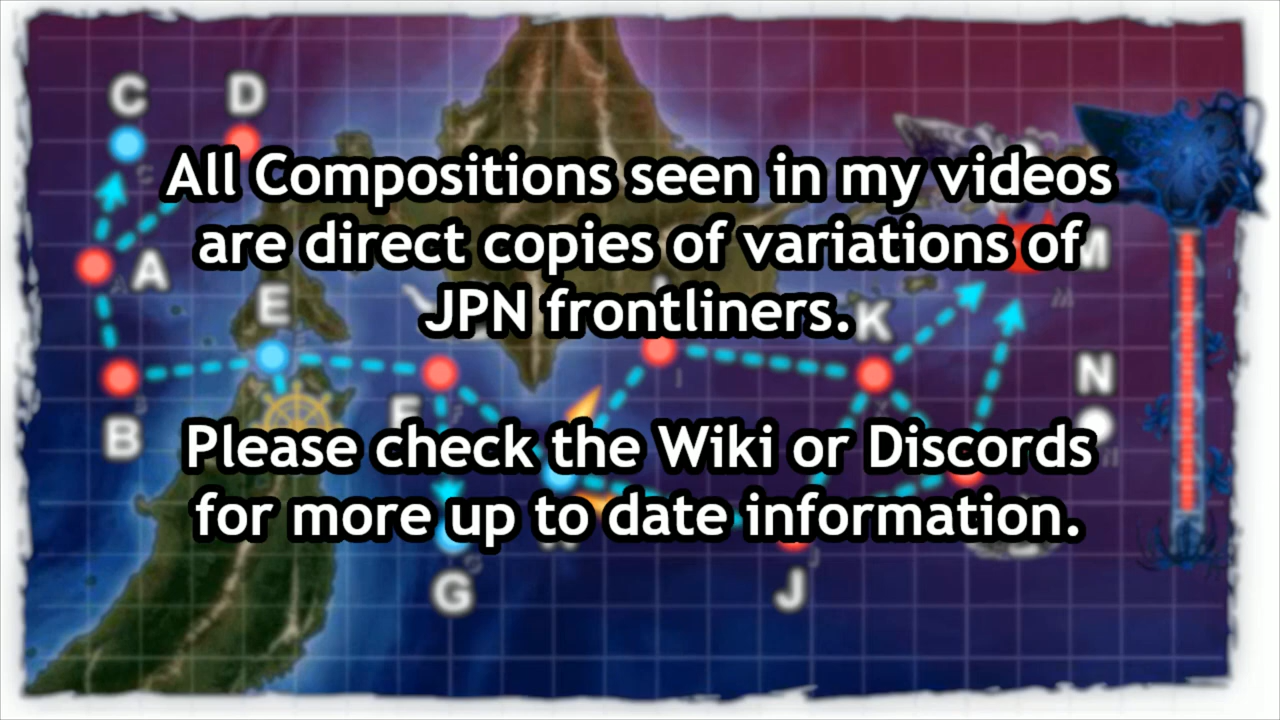 C D
All Compositions seen in my videos
are direct copies of variations of
M
A
E
JPN frontliners.
K
N
F
B
Please check the Wiki or Discords
for more up to date information.
G
J